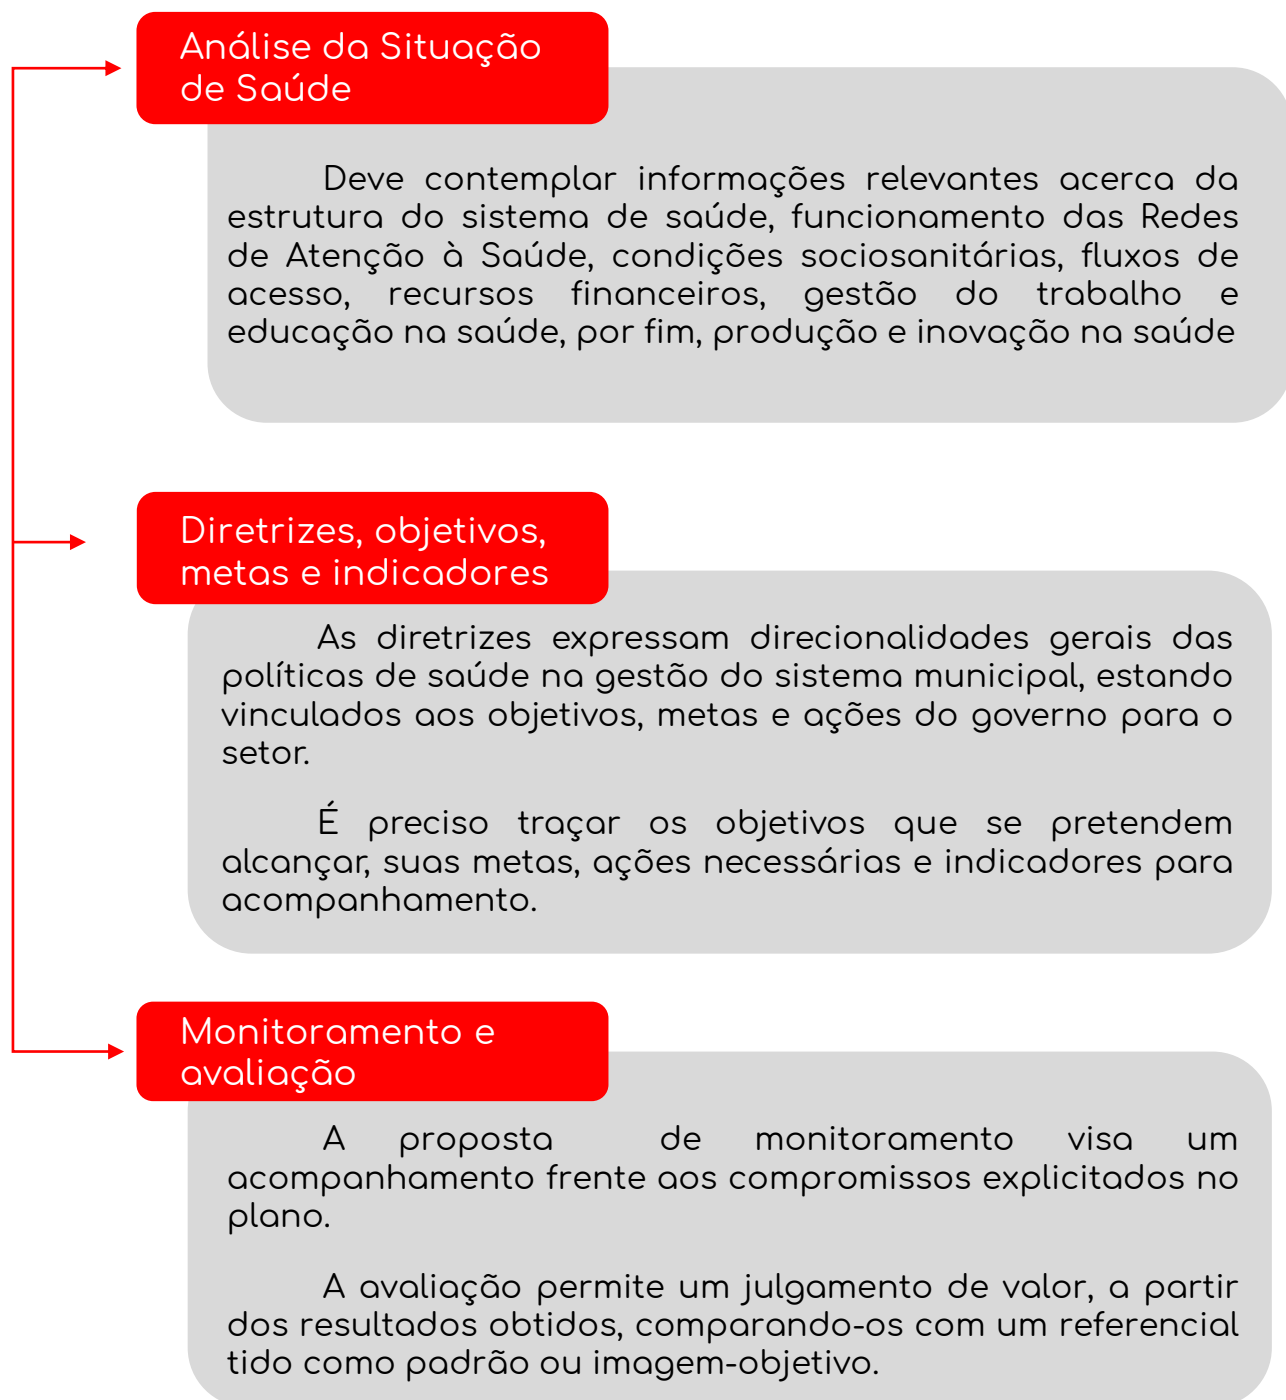 Análise da Situação
de Saúde
Deve contemplar informações relevantes acerca da
estrutura do sistema de saúde, funcionamento das Redes
de Atenção à Saúde, condições sociosanitárias, fluxos de
acesso, recursos financeiros, gestão do trabalho e
educação na saúde, por fim, produção e inovação na saúde
Diretrizes, objetivos,
metas e indicadores
As diretrizes expressam direcionalidades gerais das
políticas de saúde na gestão do sistema municipal, estando
vinculados aos objetivos, metas e ações do governo para o
setor.
É preciso traçar os objetivos que se pretendem
alcançar, suas metas, ações necessárias e indicadores para
acompanhamento.
Monitoramento e
avaliação
A proposta de monitoramento visa um
acompanhamento frente aos compromissos explicitados no
plano.
A avaliação permite um julgamento de valor, a partir
dos resultados obtidos, comparando-os com um referencial
tido como padrão ou imagem-objetivo.